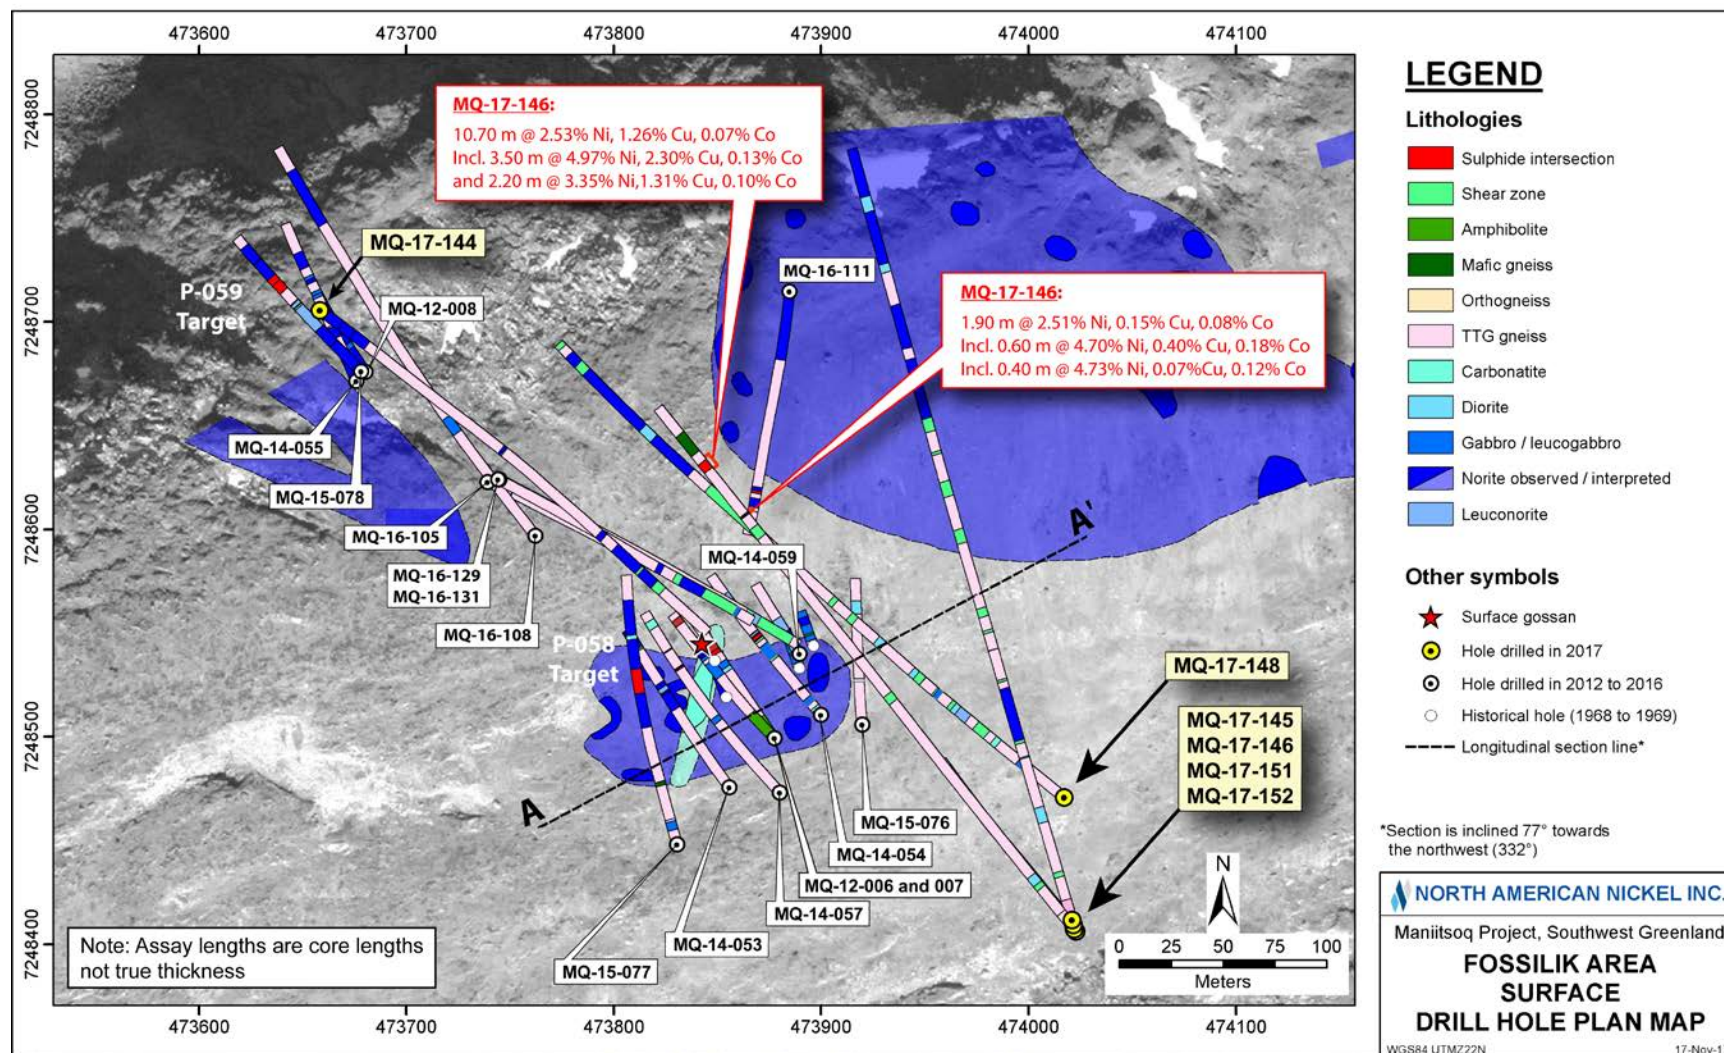 473600 473700 473800 473900 474000 474100
7248800
7248700
7248600
7248500
7248400
MQ-17-146:
10.70 m @ 2.53% Ni, 1.26% Cu, 0.07% Co
Incl. 3.50 m @ 4.97% Ni, 2.30% Cu, 0.13% Co
and 2.20 m @ 3.35% Ni,1.31% Cu, 0.10% Co
MQ-17-144
P-059
Target
MQ-12-008
MQ-16-111
MQ-17-146:
1.90 m @ 2.51% Ni, 0.15% Cu, 0.08% Co
Incl. 0.60 m @ 4.70% Ni, 0.40% Cu, 0.18% Co
Incl. 0.40 m @ 4.73% Ni, 0.07%Cu, 0.12% Co
MQ-14-055
MQ-15-078
MQ-16-105
MQ-16-129
MQ-16-131
MQ-16-108
MQ-14-059
A'
P-058
Target
A
MQ-17-148
MQ-17-145
MQ-17-146
MQ-17-151
MQ-17-152
MQ-15-076
MQ-14-054
MQ-12-006 and 007
MQ-14-057
MQ-14-053
MQ-15-077
N
0 25 50 75 100
Meters
Note: Assay lengths are core lengths
not true thickness
473600 473700 473800 473900 474000 474100
LEGEND
Lithologies
Sulphide intersection
Shear zone
Amphibolite
Mafic gneiss
Orthogneiss
TTG gneiss
Carbonatite
Diorite
Gabbro / leucogabbro
Norite observed / interpreted
Leuconorite
Other symbols
Surface gossan
Hole drilled in 2017
Hole drilled in 2012 to 2016
Historical hole (1968 to 1969)
Longitudinal section line*
*Section is inclined 77° towards
the northwest (332°)
NORTH AMERICAN NICKEL INC.
Maniitsoq Project, Southwest Greenland
FOSSILIK AREA
SURFACE
DRILL HOLE PLAN MAP
WGS84 UTMZ22N 17-Nov-1